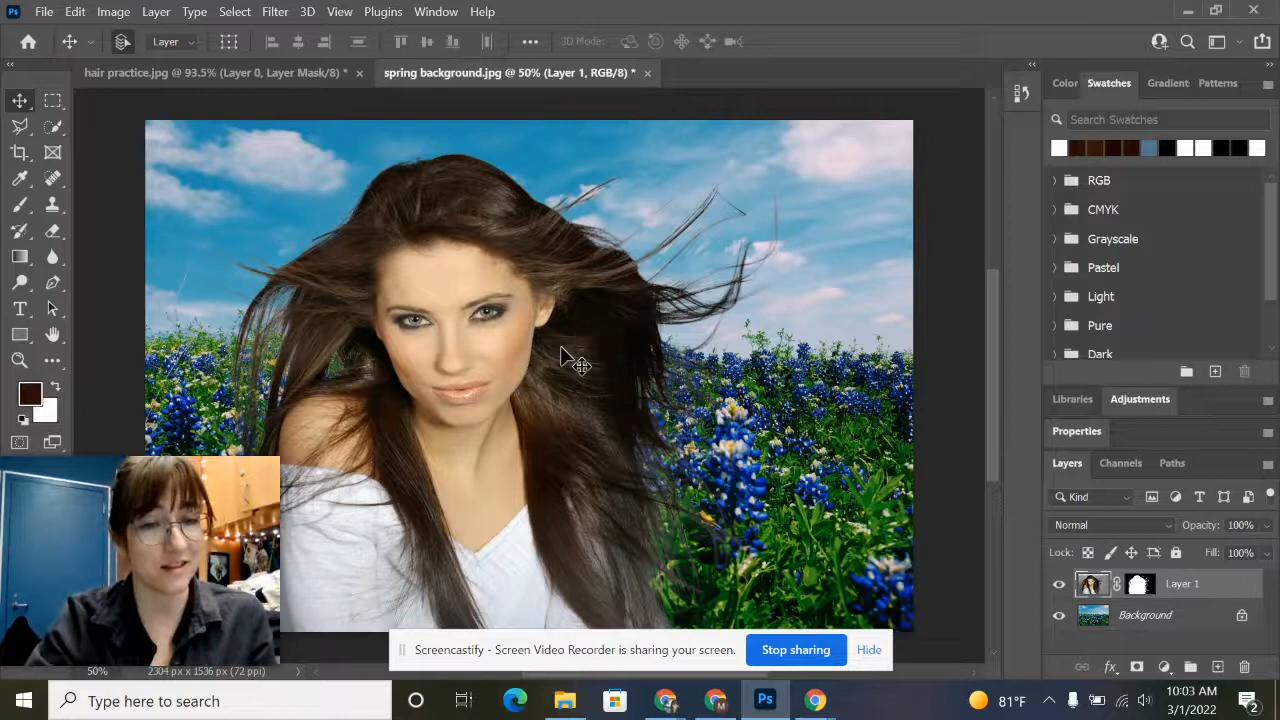 Ps File Edit Image Layer Type Select Filter 3D View Plugins Window Help
Layer 3D Mode:
hair practice.jpg @ 93.5% (Layer 0, Layer Mask/8) * spring background.jpg @ 50% (Layer 1, RGB/8) *
Color Swatches Gradient Patterns
Search Swatches
RGB
CMYK
Grayscale
Pastel
Light
Pure
Dark
Libraries Adjustments
Properties
Layers Channels Paths
Kind
Normal Opacity: 100%
Lock: Fill: 100%
Layer 1
Background
fx
Screencastify - Screen Video Recorder is sharing your screen. Stop sharing Hide
50% 2304 px x 1536 px (72 ppi)
Type here to search
Ps
81°F
10:03 AM
3/1/2022
2